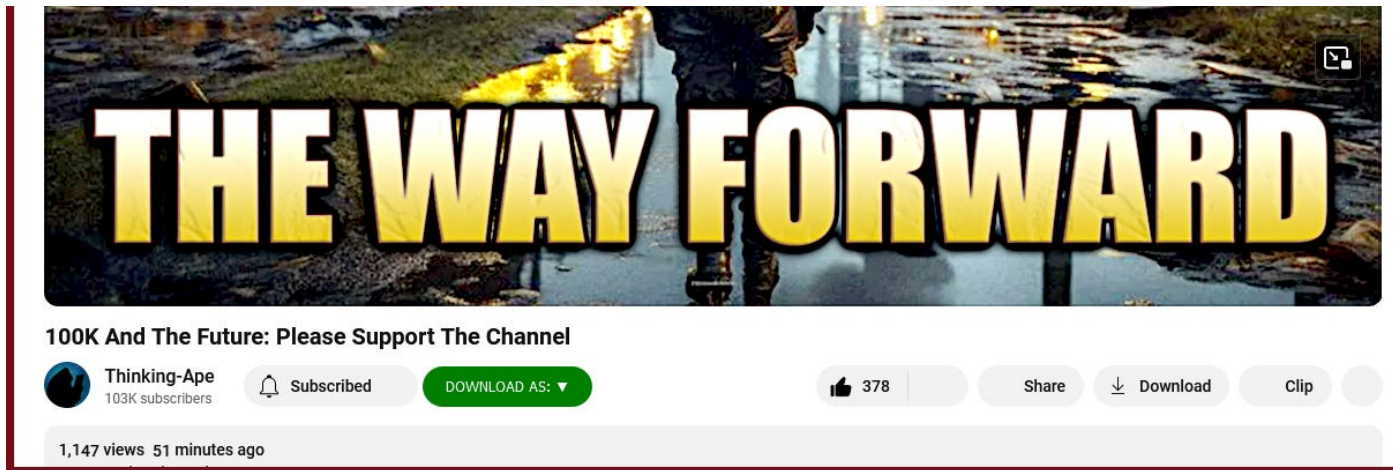 THE WAY FORWARD
100K And The Future: Please Support The Channel
Thinking-Ape
103K subscribers
Subscribed
DOWNLOAD AS: ▼
378
Share
Download
Clip
1,147 views 51 minutes ago